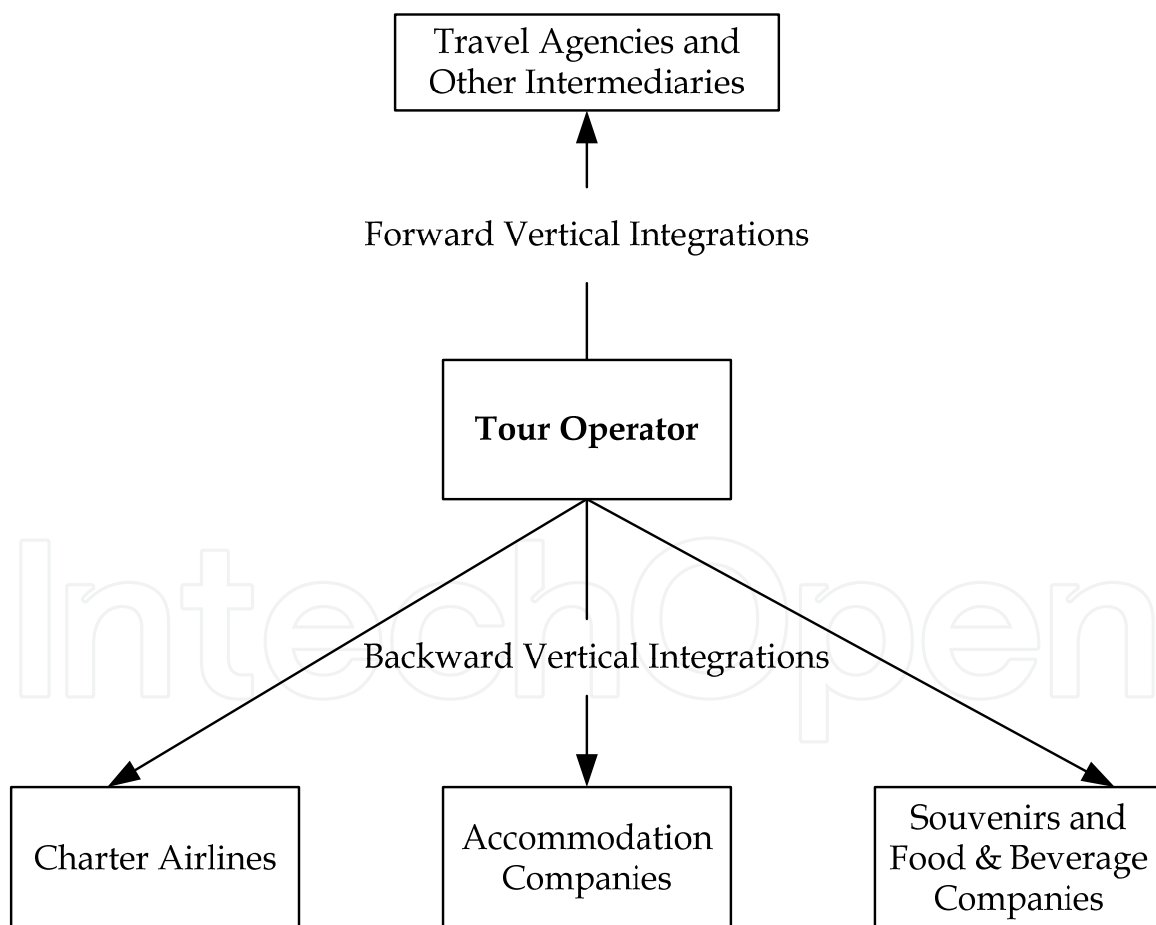 Travel Agencies and
Other Intermediaries
Forward Vertical Integrations
Tour Operator
IntechOpen
Backward Vertical Integrations
Charter Airlines
Accommodation
Companies
Souvenirs and
Food & Beverage
Companies